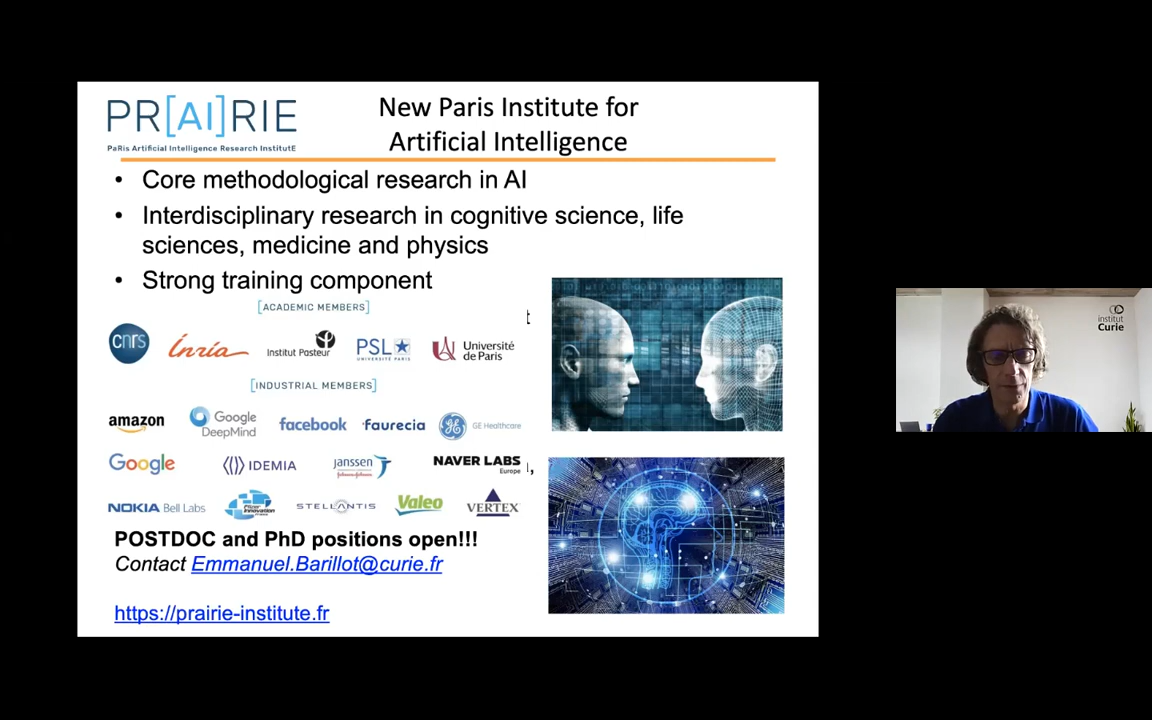 PR[AI]RIE
PaRis Artificial Intelligence Research InstitutE
New Paris Institute for
Artificial Intelligence
• Core methodological research in AI
• Interdisciplinary research in cognitive science, life
sciences, medicine and physics
• Strong training component
[ACADEMIC MEMBERS]
t
cnrs
Inria
Institut Pasteur
PSL
UNIVERSITÉ PARIS
Université
de Paris
[INDUSTRIAL MEMBERS]
amazon
Google
DeepMind
facebook
faurecia
GE Healthcare
Google
IDEMIA
janssen
NAVER LABS
Europe
,
NOKIA Bell Labs
Pfizer
Innovation
STELLANTIS
Valeo
VERTEX
POSTDOC and PhD positions open!!!
Contact Emmanuel.Barillot@curie.fr
https://prairie-institute.fr
institut
Curie